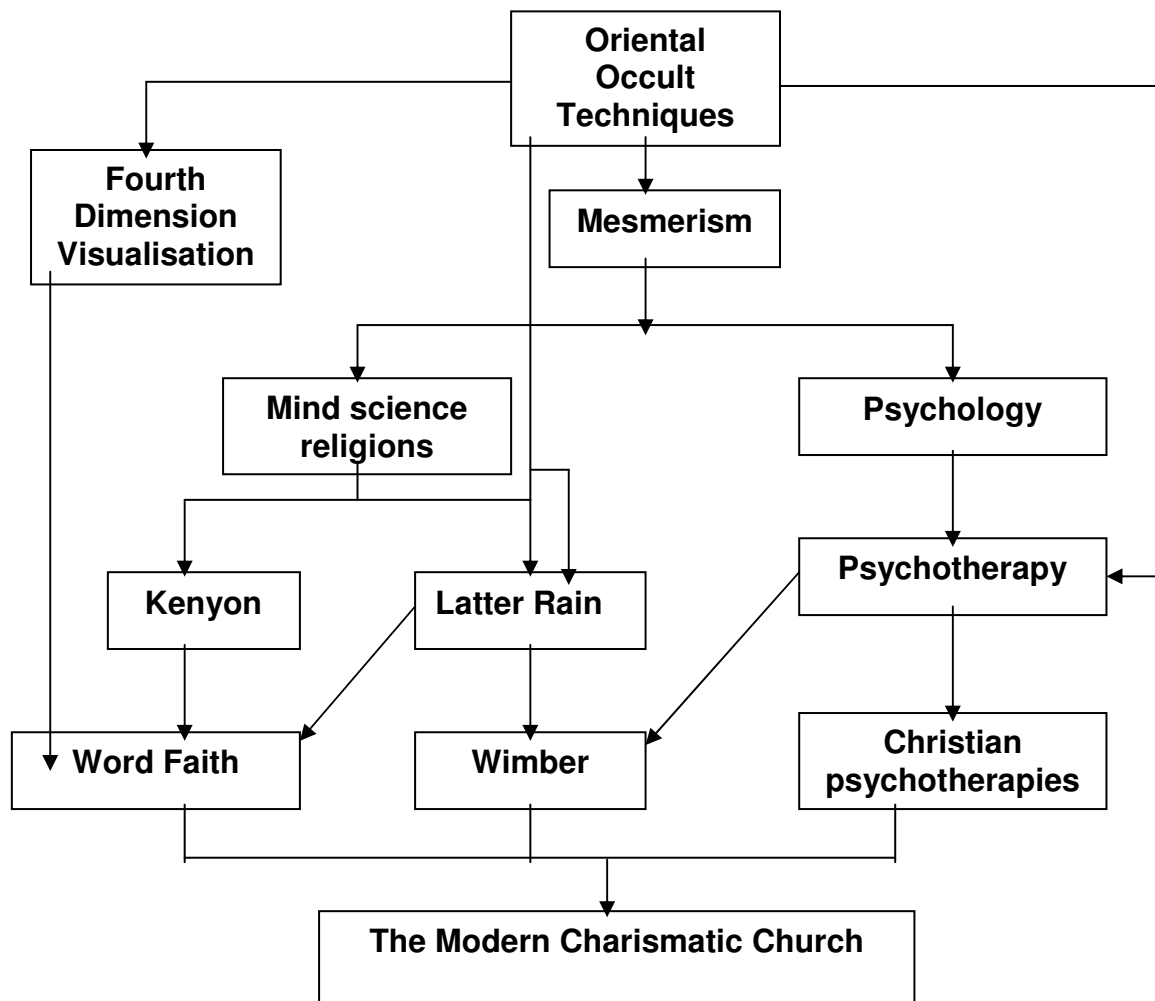 Oriental
Occult
Techniques
Fourth
Dimension
Visualisation
Mesmerism
Mind science
religions
Psychology
Psychotherapy
Kenyon
Latter Rain
Christian
psychotherapies
Word Faith
Wimber
The Modern Charismatic Church